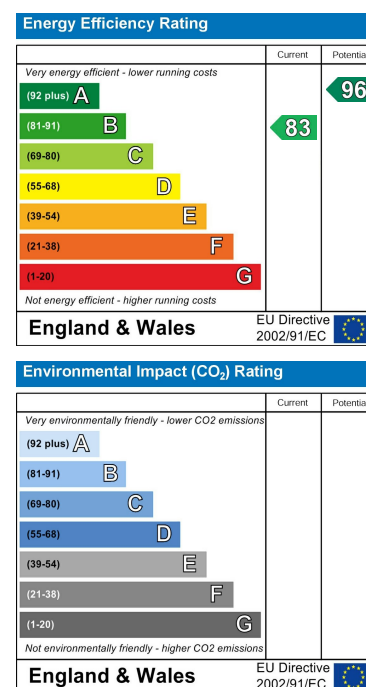 Energy Efficiency Rating
Current Potentia
Very energy efficient - lower running costs
(92 plus) A
96
(81-91) B
83
(69-80) C
(55-68) D
(39-54) E
(21-38) F
(1-20) G
Not energy efficient - higher running costs
England & Wales
EU Directive
2002/91/EC
Environmental Impact (CO₂) Rating
Current Potentia
Very environmentally friendly - lower CO2 emissions
(92 plus) A
(81-91) B
(69-80) C
(55-68) D
(39-54) E
(21-38) F
(1-20) G
Not environmentally friendly - higher CO2 emissions
England & Wales
EU Directive
2002/91/EC